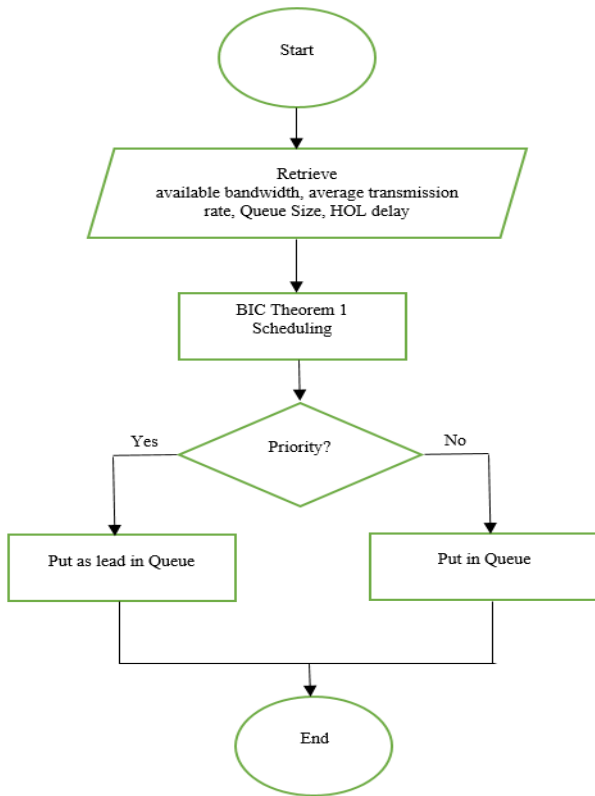 Start
Retrieve
available bandwidth, average transmission
rate, Queue Size, HOL delay
BIC Theorem 1
Scheduling
Priority?
Yes
No
Put as lead in Queue
Put in Queue
End